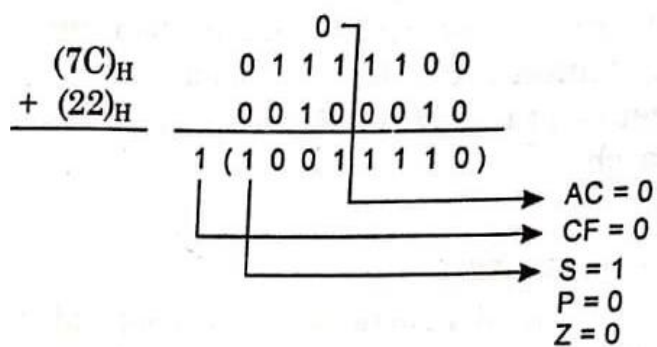 0
(7C)H 0 1 1 1 1 1 0 0
+ (22)H 0 0 1 0 0 0 1 0
1 (1 0 0 1 1 1 1 0)
AC = 0
CF = 0
S = 1
P = 0
Z = 0